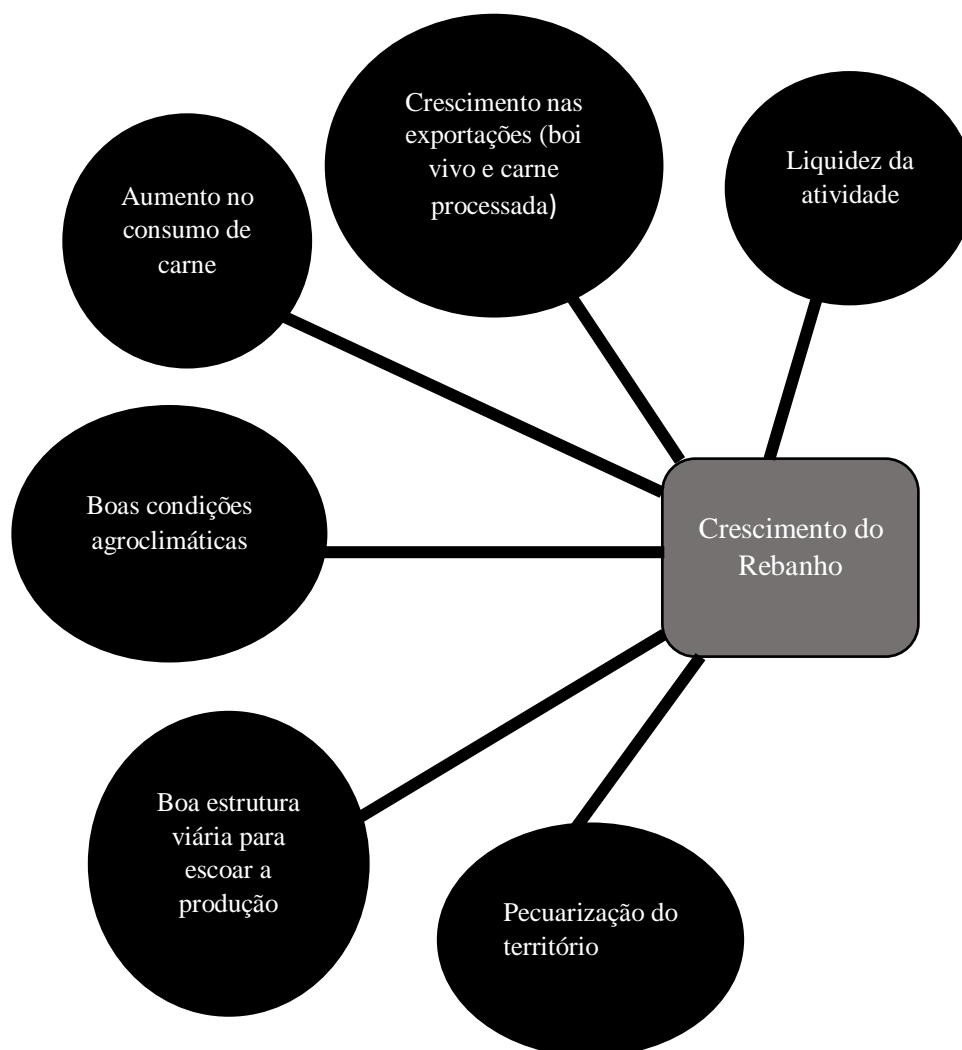 Crescimento nas
exportações (boi
vivo e carne
processada)
Liquidez da
atividade
Aumento no
consumo de
carne
Boas condições
agroclimáticas
Crescimento do
Rebanho
Boa estrutura
viária para
escoar a
produção
Pecuarização do
território